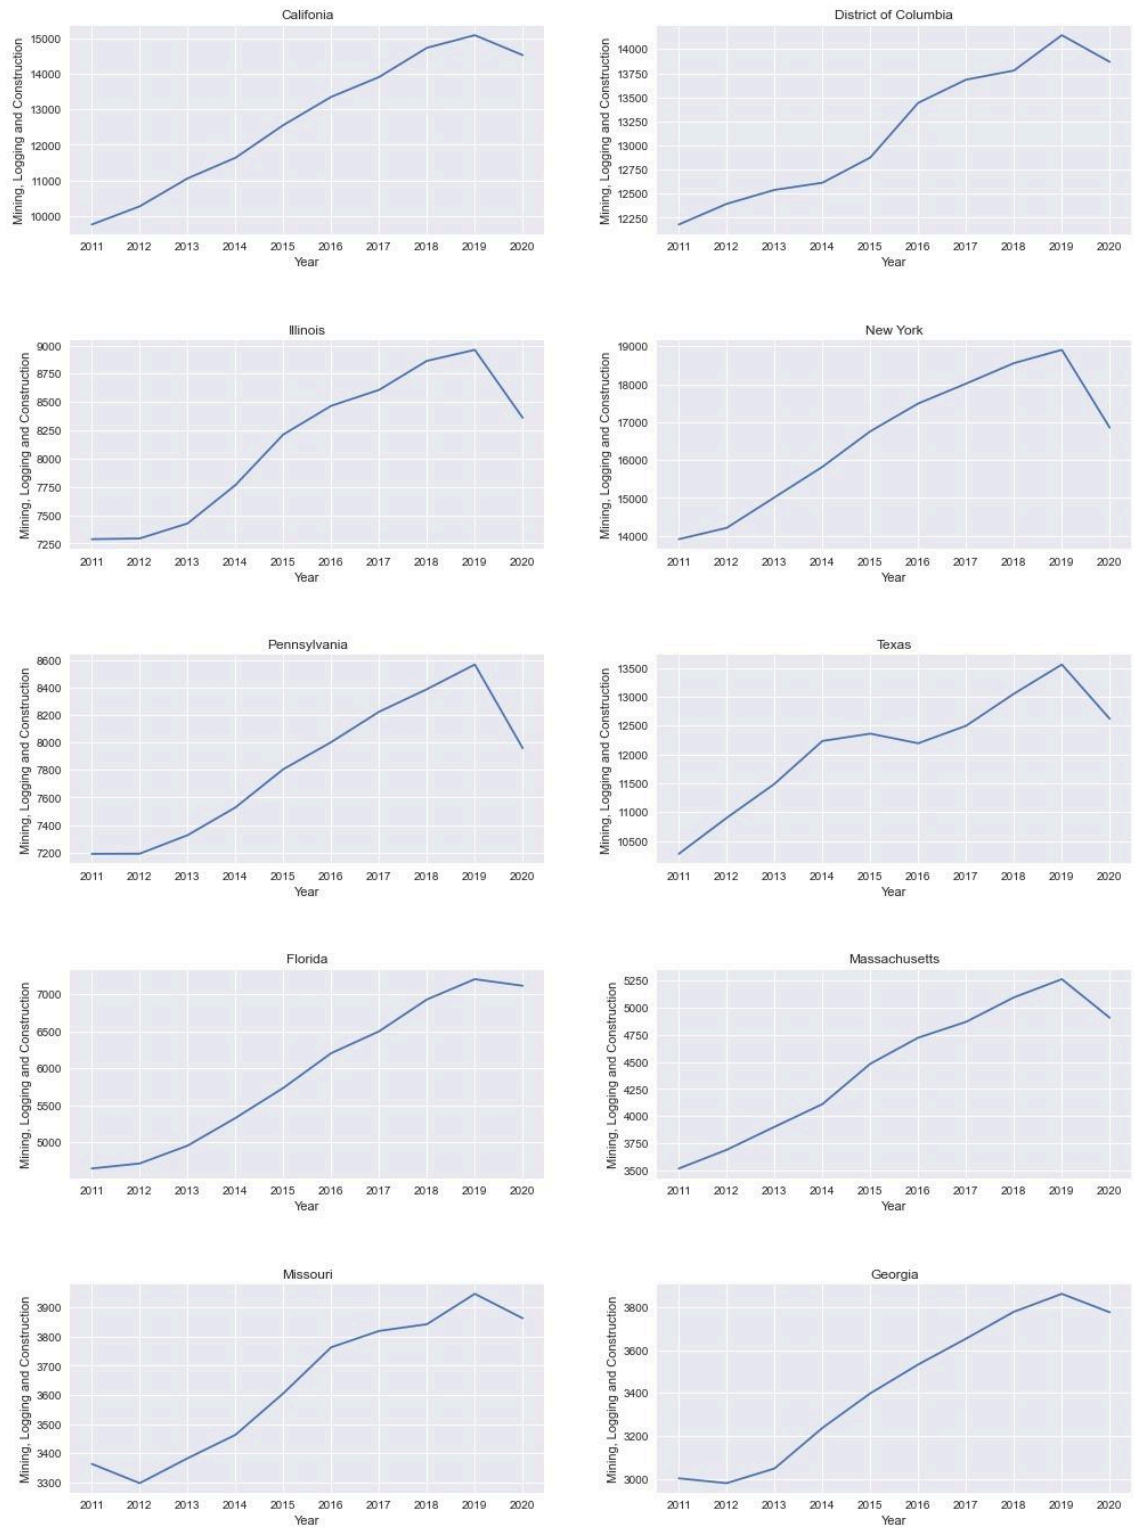 Califonia
Mining, Logging and Construction
15000
14000
13000
12000
11000
10000
2011 2012 2013 2014 2015 2016 2017 2018 2019 2020
Year
District of Columbia
Mining, Logging and Construction
14000
13750
13500
13250
13000
12750
12500
12250
2011 2012 2013 2014 2015 2016 2017 2018 2019 2020
Year
Illinois
Mining, Logging and Construction
9000
8750
8500
8250
8000
7750
7500
7250
2011 2012 2013 2014 2015 2016 2017 2018 2019 2020
Year
New York
Mining, Logging and Construction
19000
18000
17000
16000
15000
14000
2011 2012 2013 2014 2015 2016 2017 2018 2019 2020
Year
Pennsylvania
Mining, Logging and Construction
8600
8400
8200
8000
7800
7600
7400
7200
2011 2012 2013 2014 2015 2016 2017 2018 2019 2020
Year
Texas
Mining, Logging and Construction
13500
13000
12500
12000
11500
11000
10500
2011 2012 2013 2014 2015 2016 2017 2018 2019 2020
Year
Florida
Mining, Logging and Construction
7000
6500
6000
5500
5000
2011 2012 2013 2014 2015 2016 2017 2018 2019 2020
Year
Massachusetts
Mining, Logging and Construction
5250
5000
4750
4500
4250
4000
3750
3500
2011 2012 2013 2014 2015 2016 2017 2018 2019 2020
Year
Missouri
Mining, Logging and Construction
3900
3800
3700
3600
3500
3400
3300
2011 2012 2013 2014 2015 2016 2017 2018 2019 2020
Year
Georgia
Mining, Logging and Construction
3800
3600
3400
3200
3000
2011 2012 2013 2014 2015 2016 2017 2018 2019 2020
Year